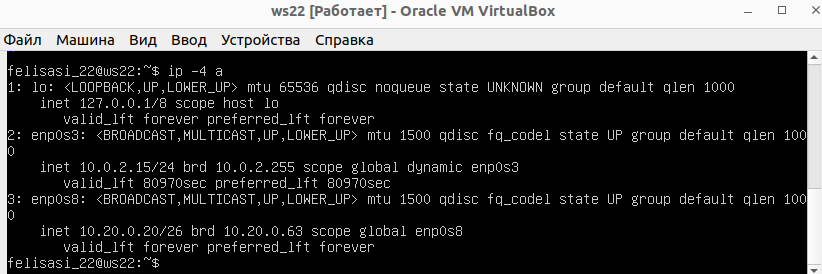 ws22 [Работает] - Oracle VM VirtualBox
Файл Машина Вид Ввод Устройства Справка
felisasi_22@ws22:~$ ip -4 a
1: lo: <LOOPBACK,UP,LOWER_UP> mtu 65536 qdisc noqueue state UNKNOWN group default qlen 1000
    inet 127.0.0.1/8 scope host lo
       valid_lft forever preferred_lft forever
2: enp0s3: <BROADCAST,MULTICAST,UP,LOWER_UP> mtu 1500 qdisc fq_codel state UP group default qlen 100
0
    inet 10.0.2.15/24 brd 10.0.2.255 scope global dynamic enp0s3
       valid_lft 80970sec preferred_lft 80970sec
3: enp0s8: <BROADCAST,MULTICAST,UP,LOWER_UP> mtu 1500 qdisc fq_codel state UP group default qlen 100
0
    inet 10.20.0.20/26 brd 10.20.0.63 scope global enp0s8
       valid_lft forever preferred_lft forever
felisasi_22@ws22:~$